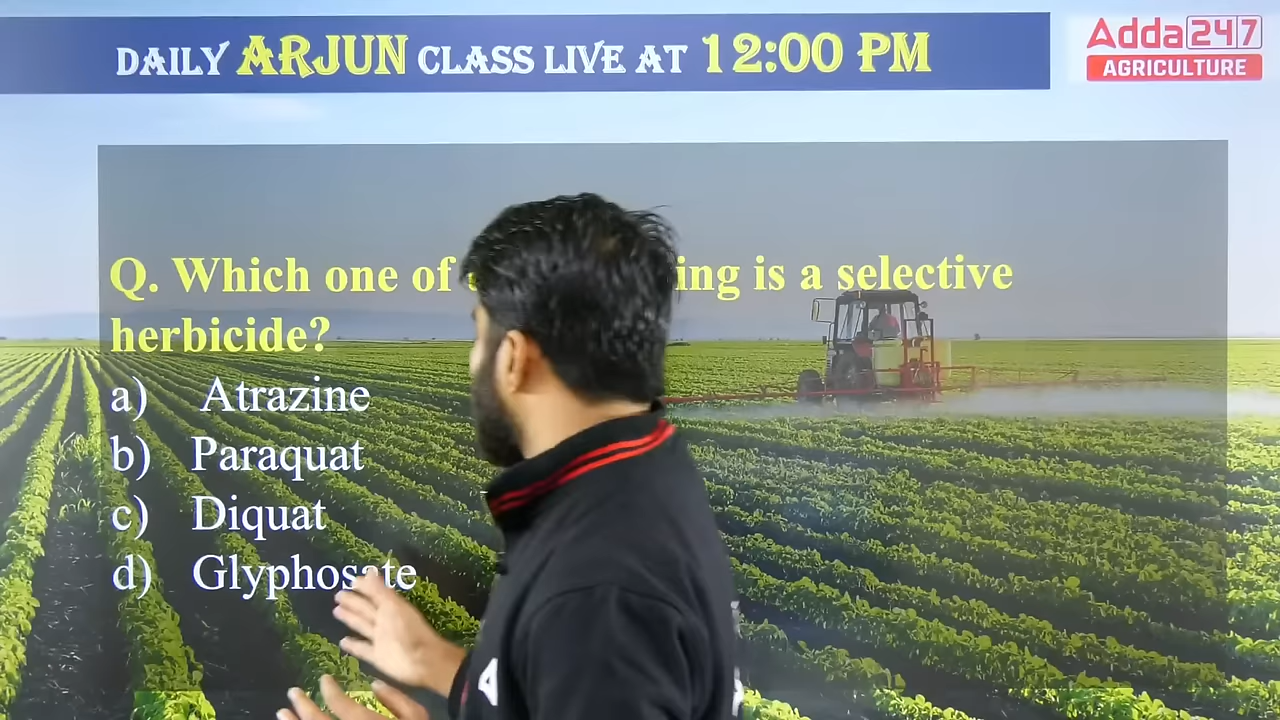 DAILY ARJUN CLASS LIVE AT 12:00 PM
Adda247
AGRICULTURE
Q. Which one of ing is a selective
herbicide?
a) Atrazine
b) Paraquat
c) Diquat
d) Glyphosate